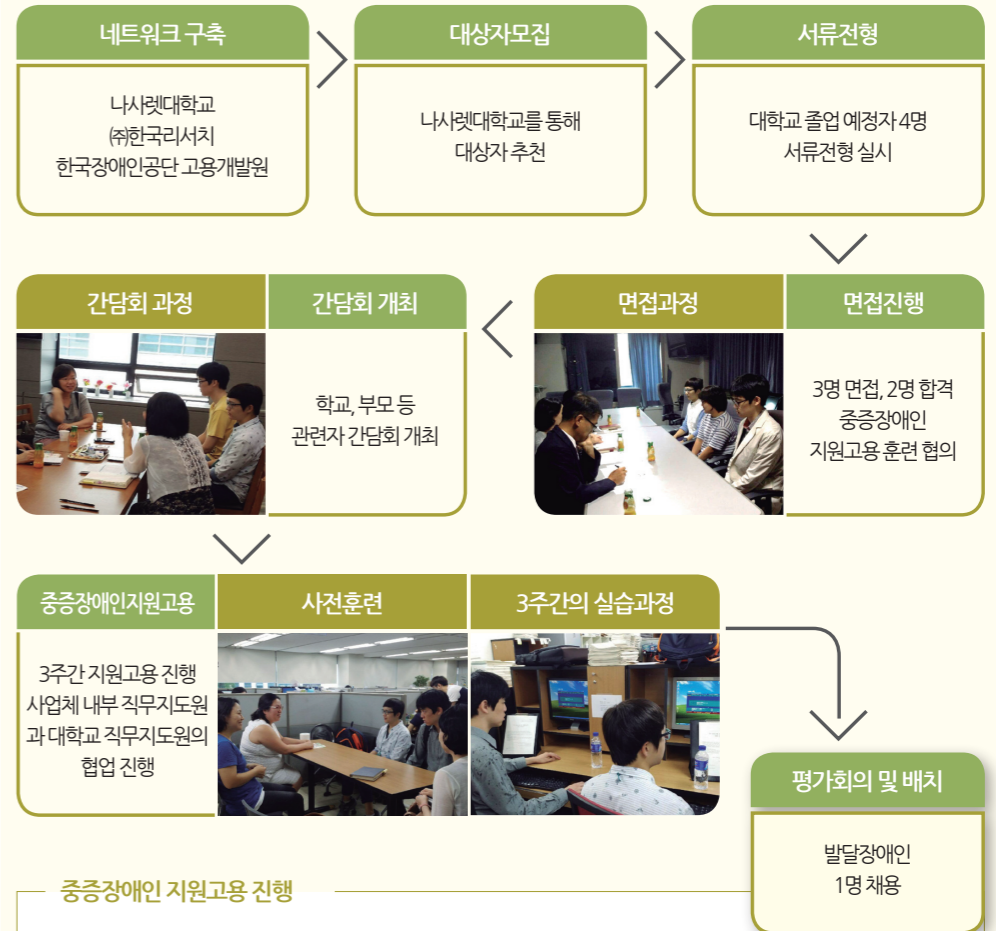 네트워크 구축
나사렛대학교
㈜한국리서치
한국장애인공단 고용개발원
대상자모집
나사렛대학교를 통해
대상자 추천
서류전형
대학교 졸업 예정자 4명
서류전형 실시
면접진행
3명 면접, 2명 합격
중증장애인
지원고용 훈련 협의
면접과정
간담회 개최
학교, 부모 등
관련자 간담회 개최
간담회 과정
중증장애인지원고용
3주간 지원고용 진행
사업체 내부 직무지도원
과 대학교 직무지도원의
협업 진행
사전훈련
3주간의 실습과정
평가회의 및 배치
발달장애인
1명 채용
중증장애인 지원고용 진행